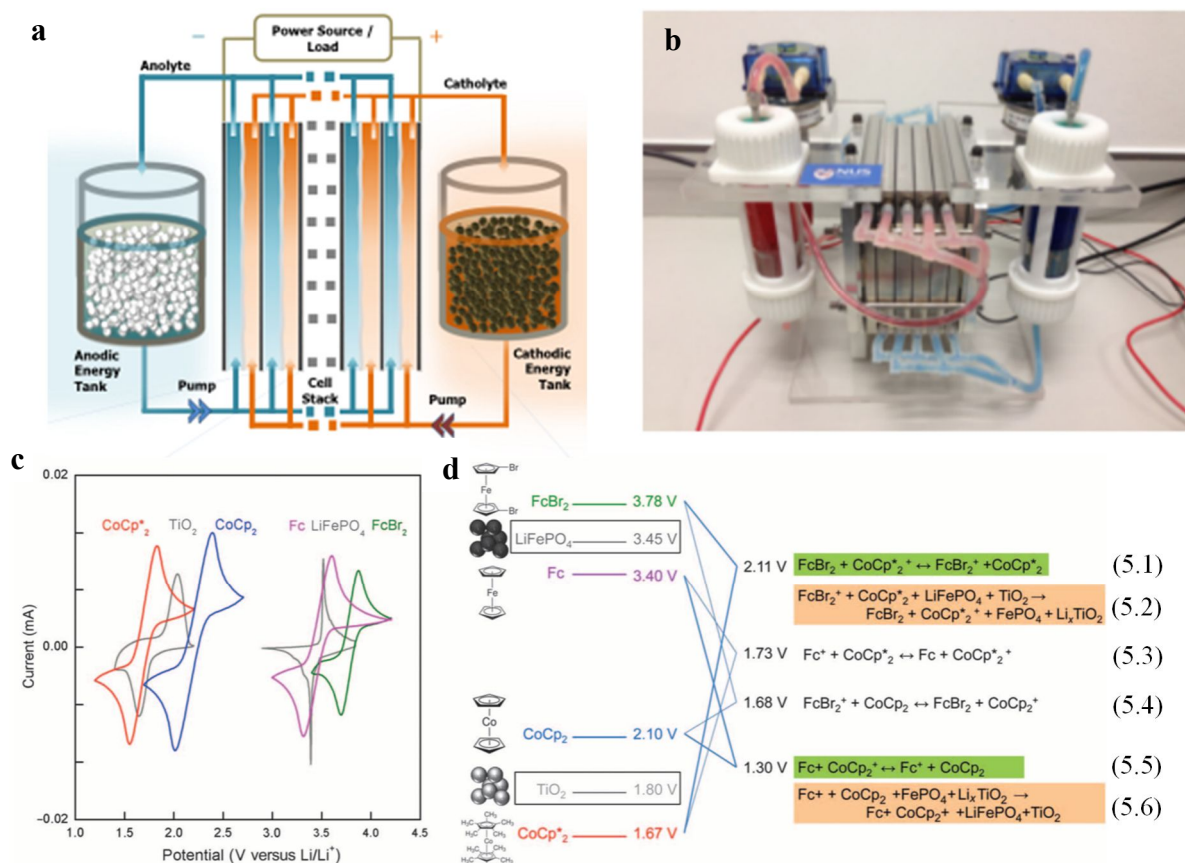 a
Power Source /
Load
−
+
Anolyte
Catholyte
Anodic
Energy
Tank
Pump
Cell
Stack
Pump
Cathodic
Energy
Tank
b
NUS
c
0.02
0.00
−0.02
Current (mA)
CoCp*₂
TiO₂
CoCp₂
Fc
LiFePO₄
FcBr₂
1.0
1.5
2.0
2.5
3.0
3.5
4.0
4.5
Potential (V versus Li/Li⁺)
d
Br
Fe
Br
FcBr₂ 3.78 V
LiFePO₄ 3.45 V
Fe
Fc 3.40 V
Co
CoCp₂ 2.10 V
TiO₂ 1.80 V
CoCp*₂ 1.67 V
2.11 V FcBr₂ + CoCp*₂⁺ ↔ FcBr₂⁺ +CoCp*₂ (5.1)
FcBr₂⁺ + CoCp*₂ + LiFePO₄ + TiO₂ →
FcBr₂ + CoCp*₂⁺ + FePO₄ + LiₓTiO₂ (5.2)
1.73 V Fc⁺ + CoCp*₂ ↔ Fc + CoCp*₂⁺ (5.3)
1.68 V FcBr₂⁺ + CoCp₂ ↔ FcBr₂ + CoCp₂⁺ (5.4)
1.30 V Fc+ CoCp₂⁺ ↔ Fc⁺ + CoCp₂ (5.5)
Fc+ + CoCp₂ +FePO₄+LiₓTiO₂ →
Fc+ CoCp₂+ +LiFePO₄+TiO₂ (5.6)